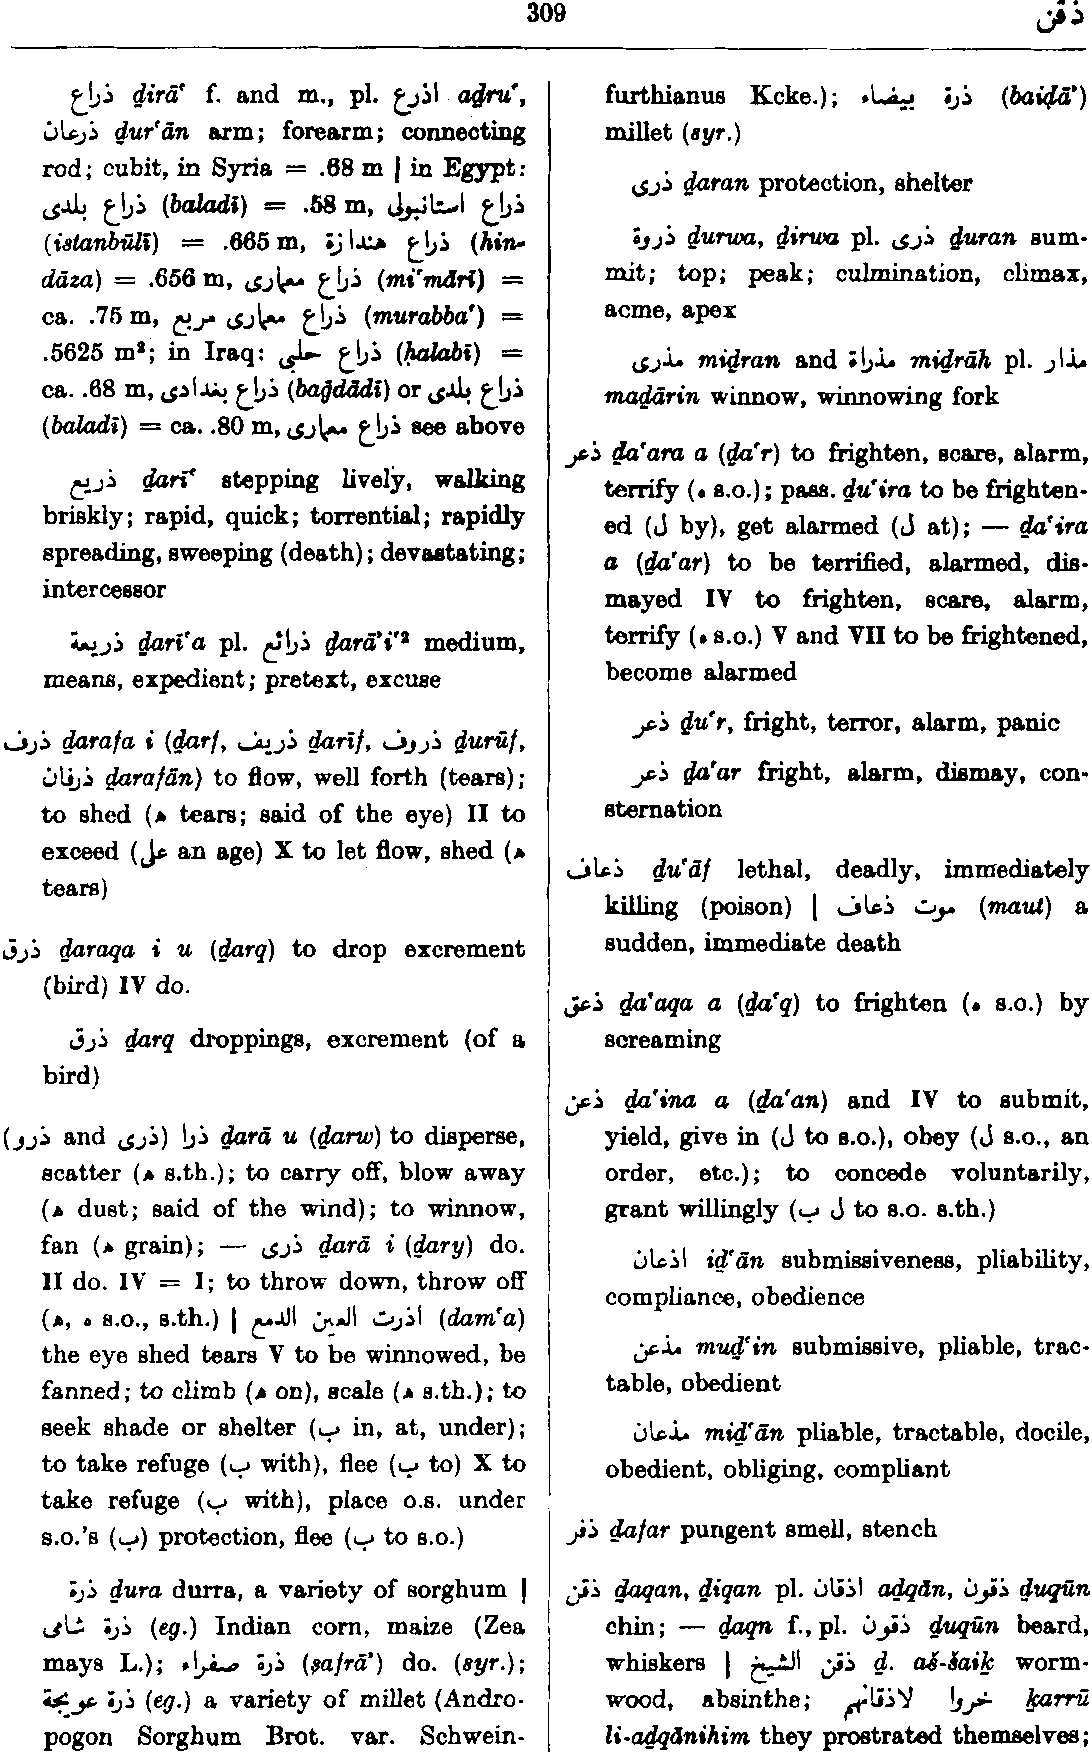 309
ذقن
ذراع ḏirāʿ f. and m., pl. اذرع aḏruʿ,
ذرعان ḏurʿān arm; forearm; connecting
rod; cubit, in Syria = .68 m | in Egypt:
ذراع بلدى (baladī) = .58 m, ذراع استانبولى
(istanbūlī) = .665 m, ذراع هندازة (hin-
dāza) = .656 m, ذراع معمارى (miʿmārī) =
ca. .75 m, ذراع معمارى مربع (murabbaʿ) =
.5625 m²; in Iraq: ذراع حلبى (ḥalabī) =
ca. .68 m, ذراع بغدادى (baḡdādī) or ذراع بلدى
(baladī) = ca. .80 m, ذراع معمارى see above
ذريع ḏarīʿ stepping lively, walking
briskly; rapid, quick; torrential; rapidly
spreading, sweeping (death); devastating;
intercessor
ذريعة ḏarīʿa pl. ذرائع ḏarāʾiʿ² medium,
means, expedient; pretext, excuse
ذرف ḏarafa i (ḏarf, ذريف ḏarīf, ذروف ḏurūf,
ذرفان ḏarafān) to flow, well forth (tears);
to shed (ه tears; said of the eye) II to
exceed (على an age) X to let flow, shed (ه
tears)
ذرق ḏaraqa i u (ḏarq) to drop excrement
(bird) IV do.
ذرق ḏarq droppings, excrement (of a
bird)
(ذرو and ذرى) ذرا ḏarā u (ḏarw) to disperse,
scatter (ه s.th.); to carry off, blow away
(ه dust; said of the wind); to winnow,
fan (ه grain); — ذرى ḏarā i (ḏary) do.
II do. IV = I; to throw down, throw off
(ه, ه s.o., s.th.) | اذرت العين الدمع (damʿa)
the eye shed tears V to be winnowed, be
fanned; to climb (ه on), scale (ه s.th.); to
seek shade or shelter (ب in, at, under);
to take refuge (ب with), flee (ب to) X to
take refuge (ب with), place o.s. under
s.o.'s (ب) protection, flee (ب to s.o.)
ذرة ḏura durra, a variety of sorghum |
ذرة شامى (eg.) Indian corn, maize (Zea
mays L.); ذرة صفراء (ṣafrāʾ) do. (syr.);
ذرة عويجة (eg.) a variety of millet (Andro-
pogon Sorghum Brot. var. Schwein-
furthianus Kcke.); ذرة بيضاء (baiḍāʾ)
millet (syr.)
ذرى ḏaran protection, shelter
ذروة ḏurwa, ḏirwa pl. ذرى ḏuran sum-
mit; top; peak; culmination, climax,
acme, apex
مذرى miḏran and مذراة miḏrāh pl. مذار
maḏārin winnow, winnowing fork
ذعر ḏaʿara a (ḏaʿr) to frighten, scare, alarm,
terrify (ه s.o.); pass. ḏuʿira to be frighten-
ed (ل by), get alarmed (ل at); — ḏaʿira
a (ḏaʿar) to be terrified, alarmed, dis-
mayed IV to frighten, scare, alarm,
terrify (ه s.o.) V and VII to be frightened,
become alarmed
ذعر ḏuʿr, fright, terror, alarm, panic
ذعر ḏaʿar fright, alarm, dismay, con-
sternation
ذعاف ḏuʿāf lethal, deadly, immediately
killing (poison) | موت ذعاف (maut) a
sudden, immediate death
ذعق ḏaʿaqa a (ḏaʿq) to frighten (ه s.o.) by
screaming
ذعن ḏaʿina a (ḏaʿan) and IV to submit,
yield, give in (ل to s.o.), obey (ل s.o., an
order, etc.); to concede voluntarily,
grant willingly (ل ب to s.o. s.th.)
اذعان iḏʿān submissiveness, pliability,
compliance, obedience
مذعن muḏʿin submissive, pliable, trac-
table, obedient
مذعان miḏʿān pliable, tractable, docile,
obedient, obliging, compliant
ذفر ḏafar pungent smell, stench
ذقن ḏaqan, ḏiqan pl. اذقان aḏqān, ذقون ḏuqūn
chin; — ḏaqn f., pl. ذقون ḏuqūn beard,
whiskers | ذقن الشيخ ḏ. aš-šaiḵ worm-
wood, absinthe; خروا لاذقانهم ḵarrū
li-aḏqānihim they prostrated themselves;